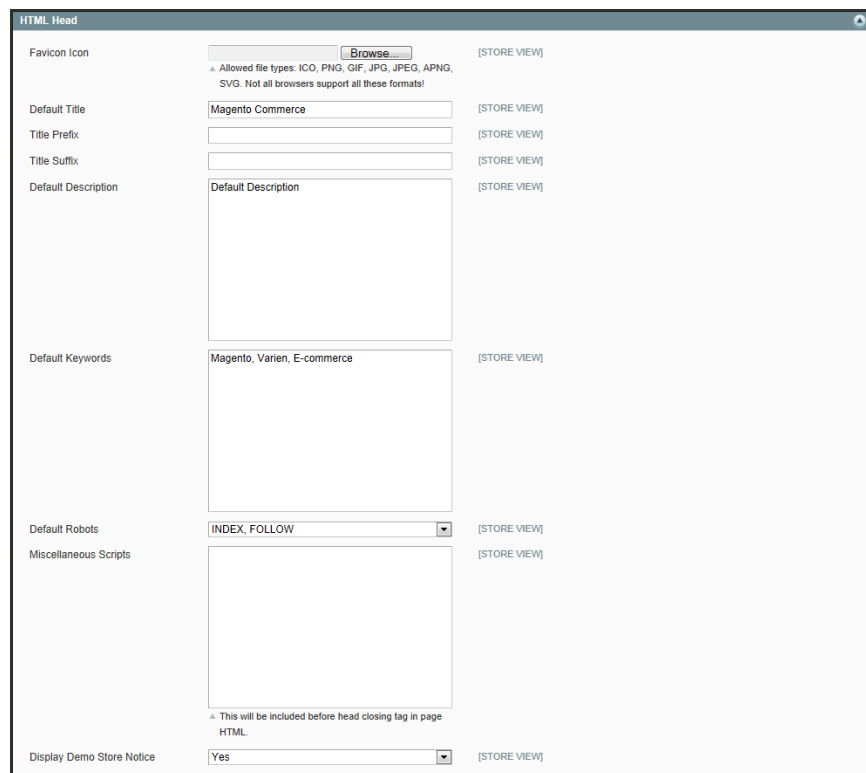 HTML Head
Favicon Icon Browse... [STORE VIEW]
Allowed file types: ICO, PNG, GIF, JPG, JPEG, APNG,
SVG. Not all browsers support all these formats!
Default Title Magento Commerce [STORE VIEW]
Title Prefix [STORE VIEW]
Title Suffix [STORE VIEW]
Default Description Default Description [STORE VIEW]
Default Keywords Magento, Varien, E-commerce [STORE VIEW]
Default Robots INDEX, FOLLOW [STORE VIEW]
Miscellaneous Scripts [STORE VIEW]
This will be included before head closing tag in page
HTML.
Display Demo Store Notice Yes [STORE VIEW]